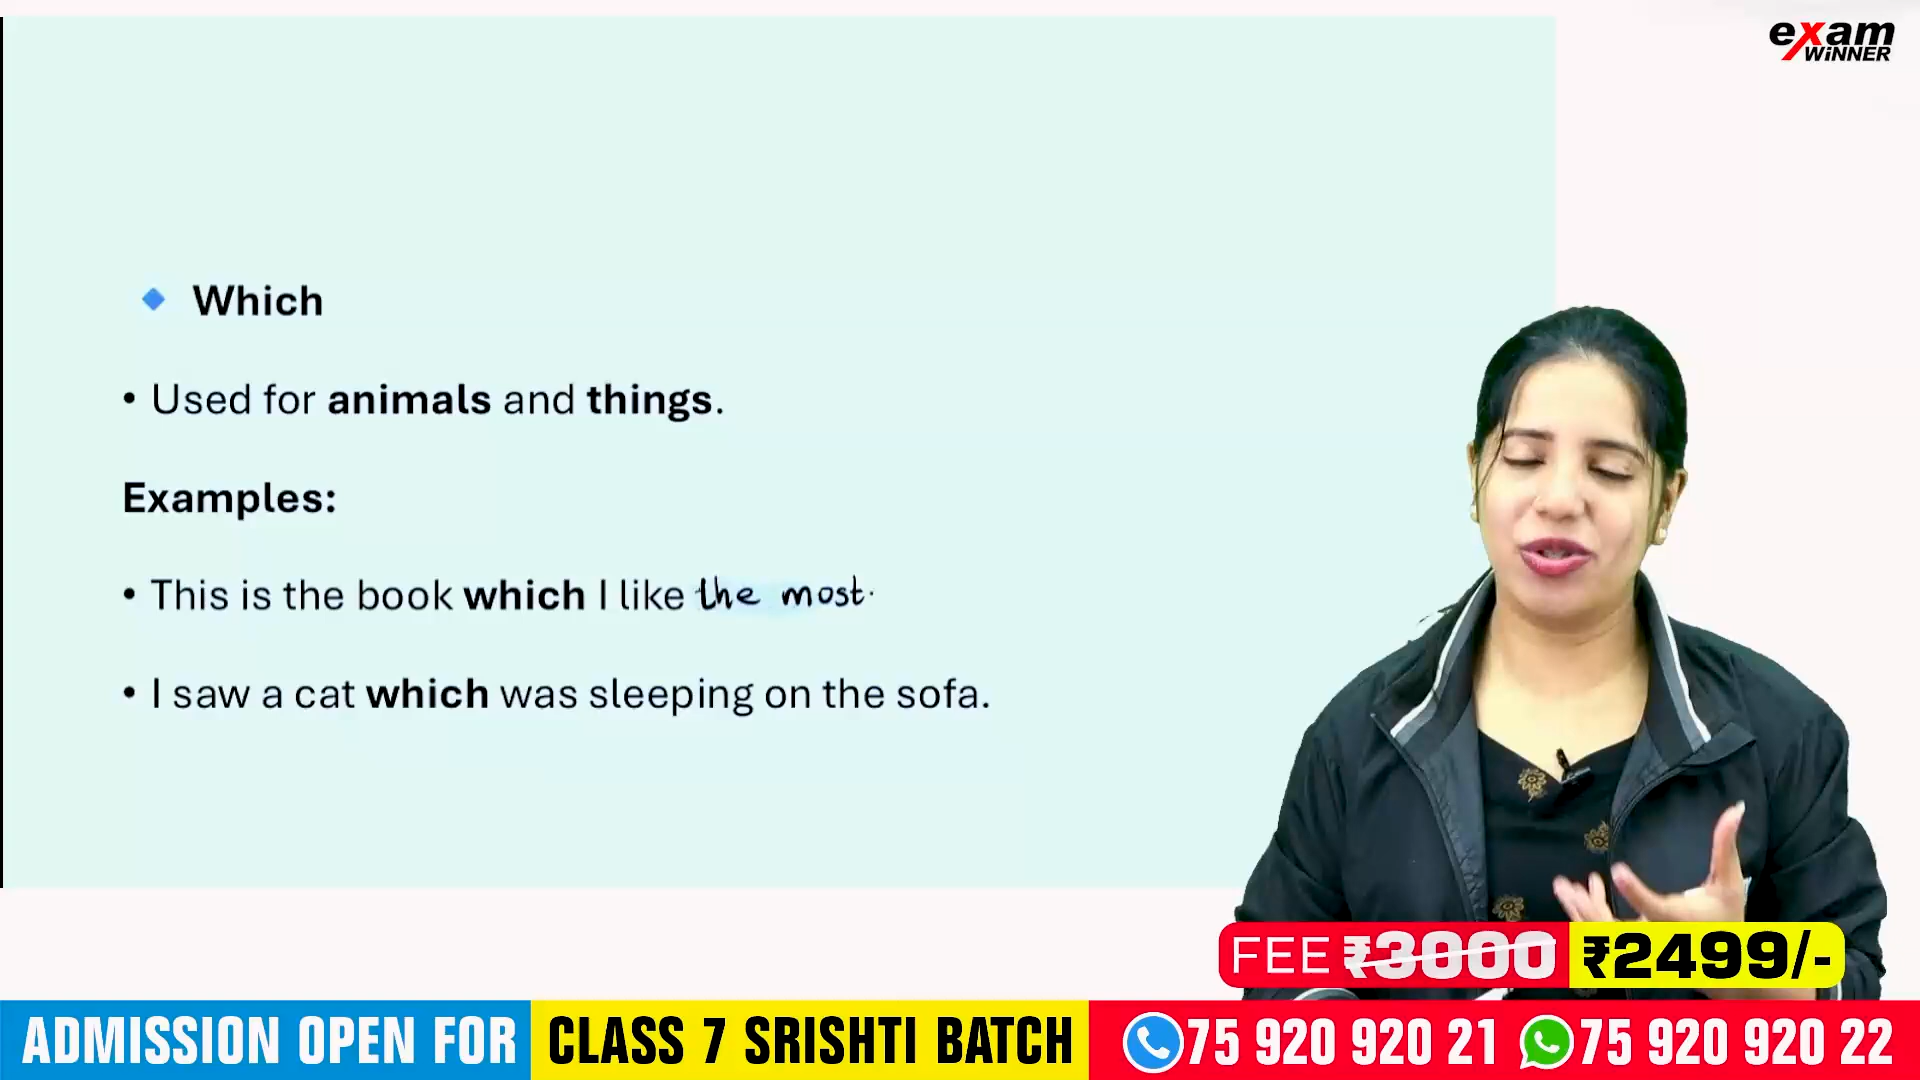 exam
WiNNER
Which
• Used for animals and things.
Examples:
• This is the book which I like the most.
• I saw a cat which was sleeping on the sofa.
FEE ₹3000 ₹2499/-
ADMISSION OPEN FOR CLASS 7 SRISHTI BATCH 75 920 920 21 75 920 920 22